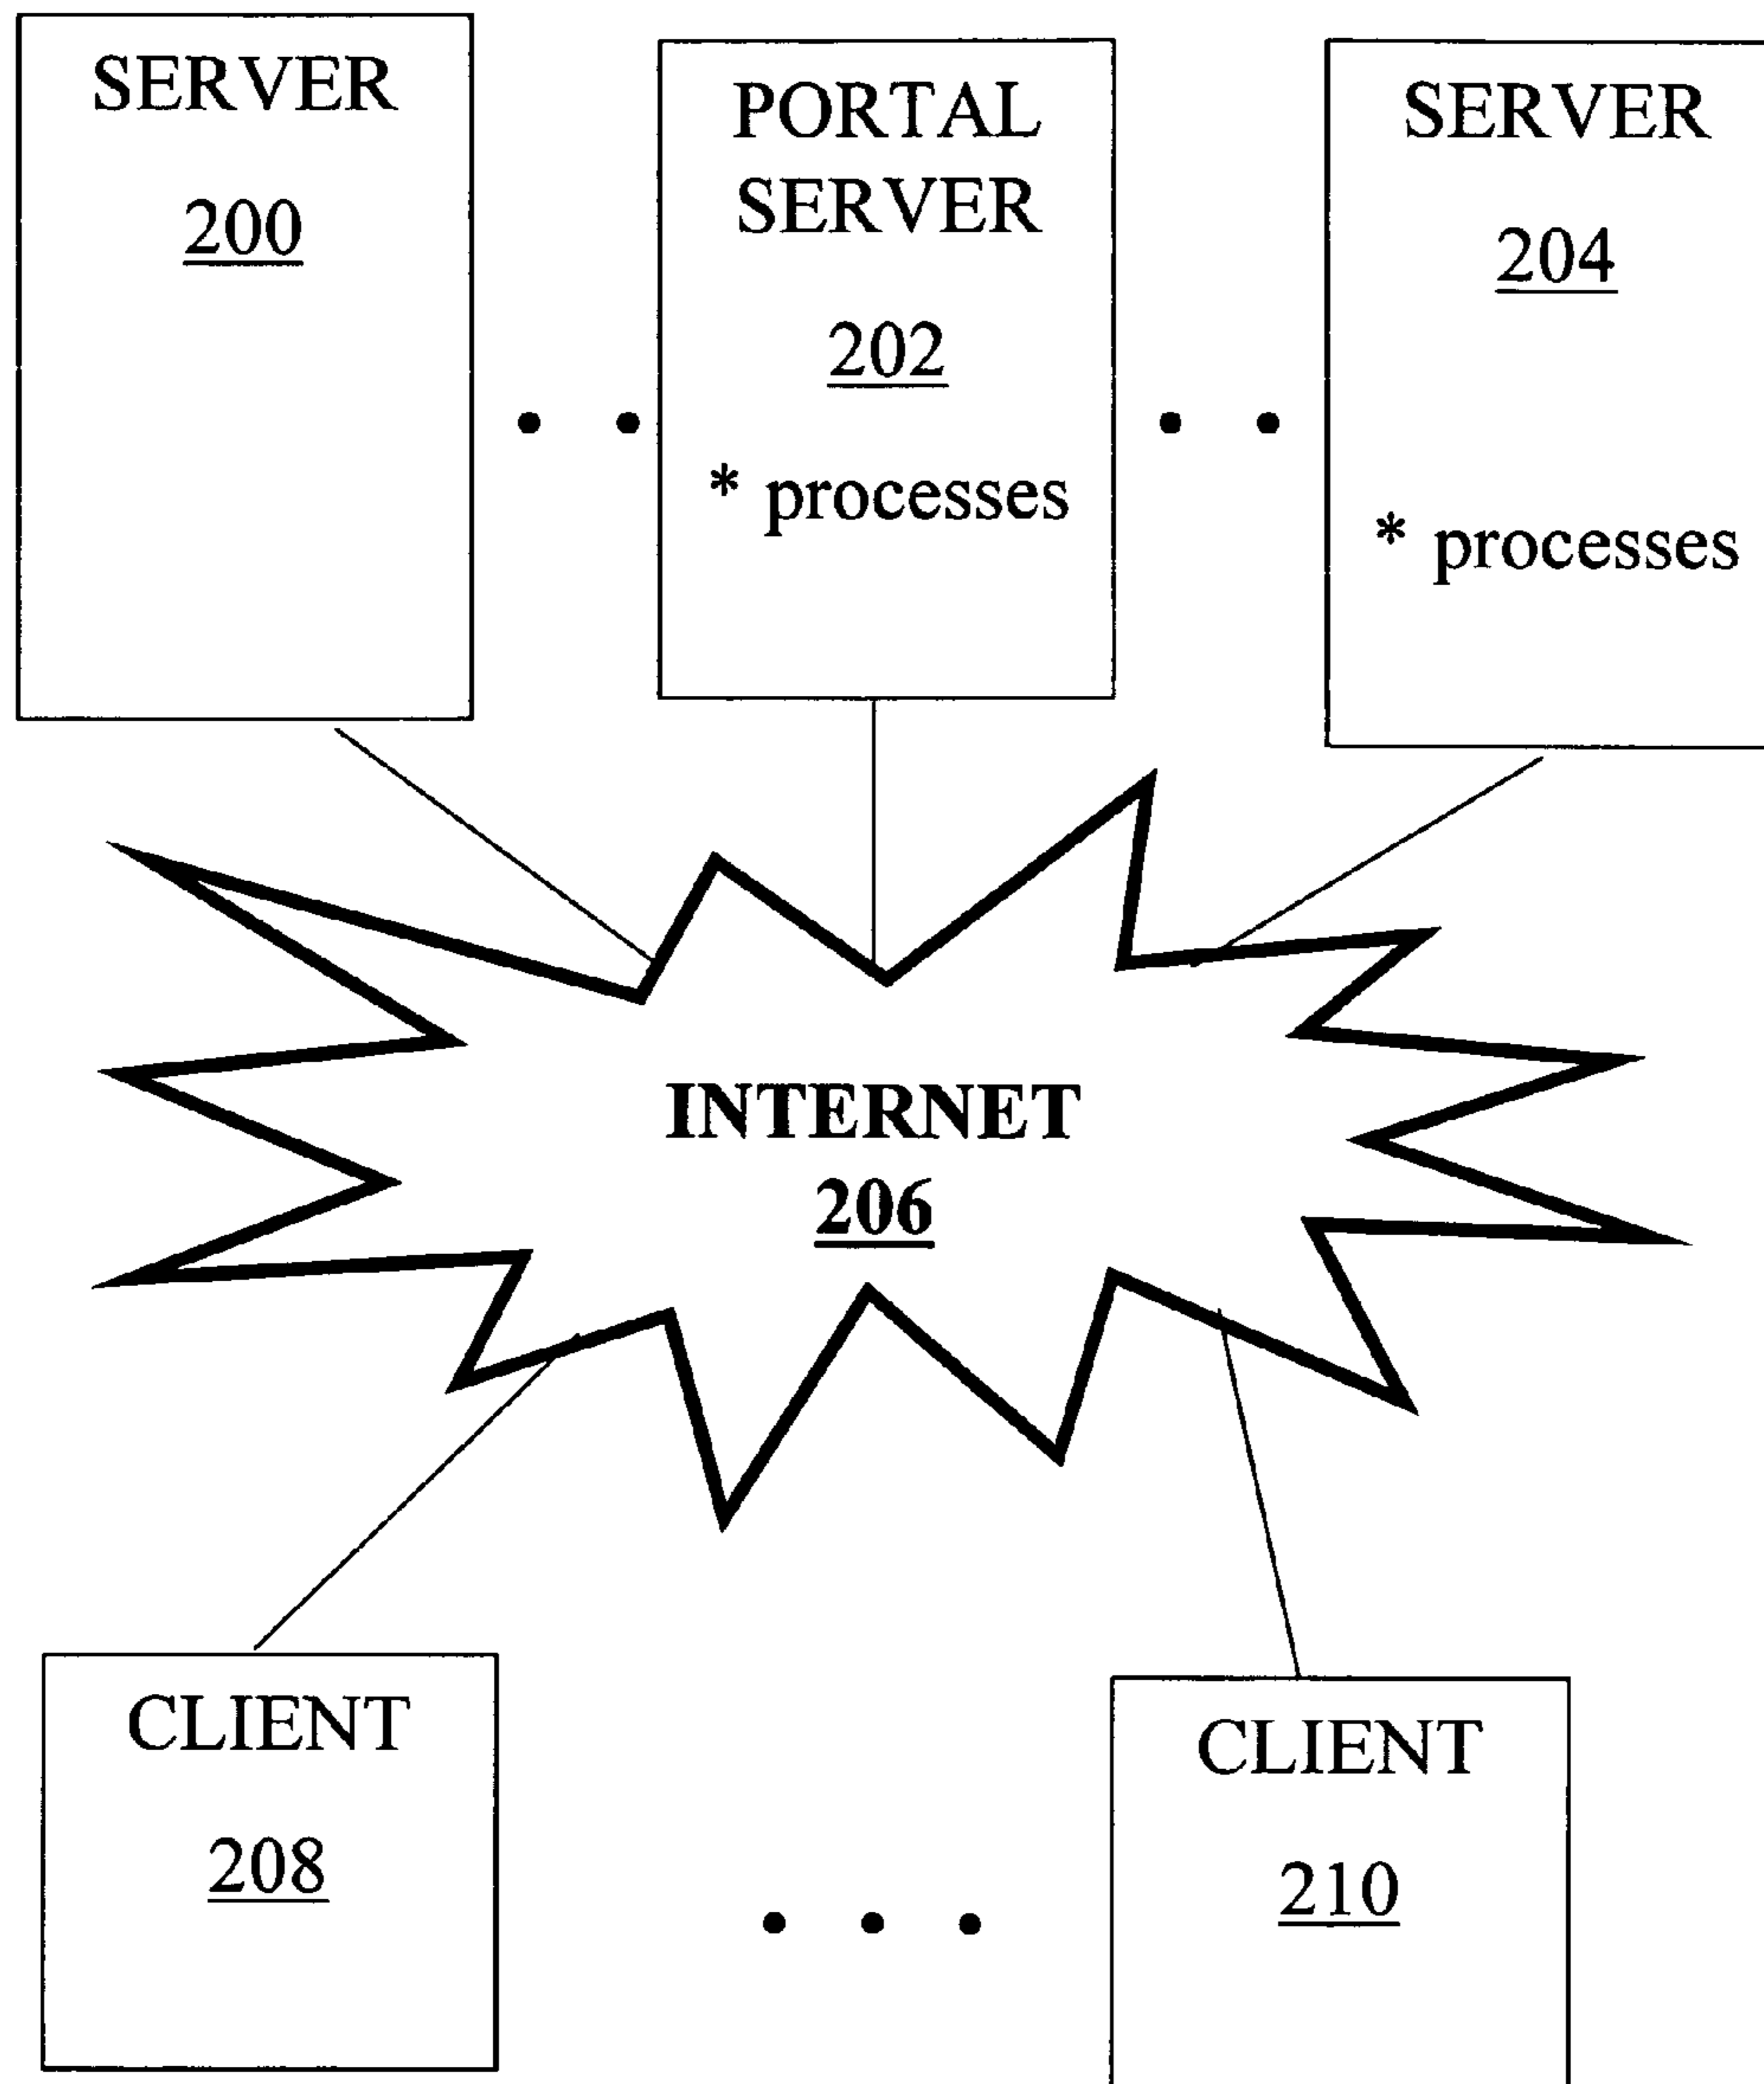 SERVER
200
PORTAL
SERVER
202
* processes
SERVER
204
* processes
INTERNET
206
CLIENT
208
CLIENT
210